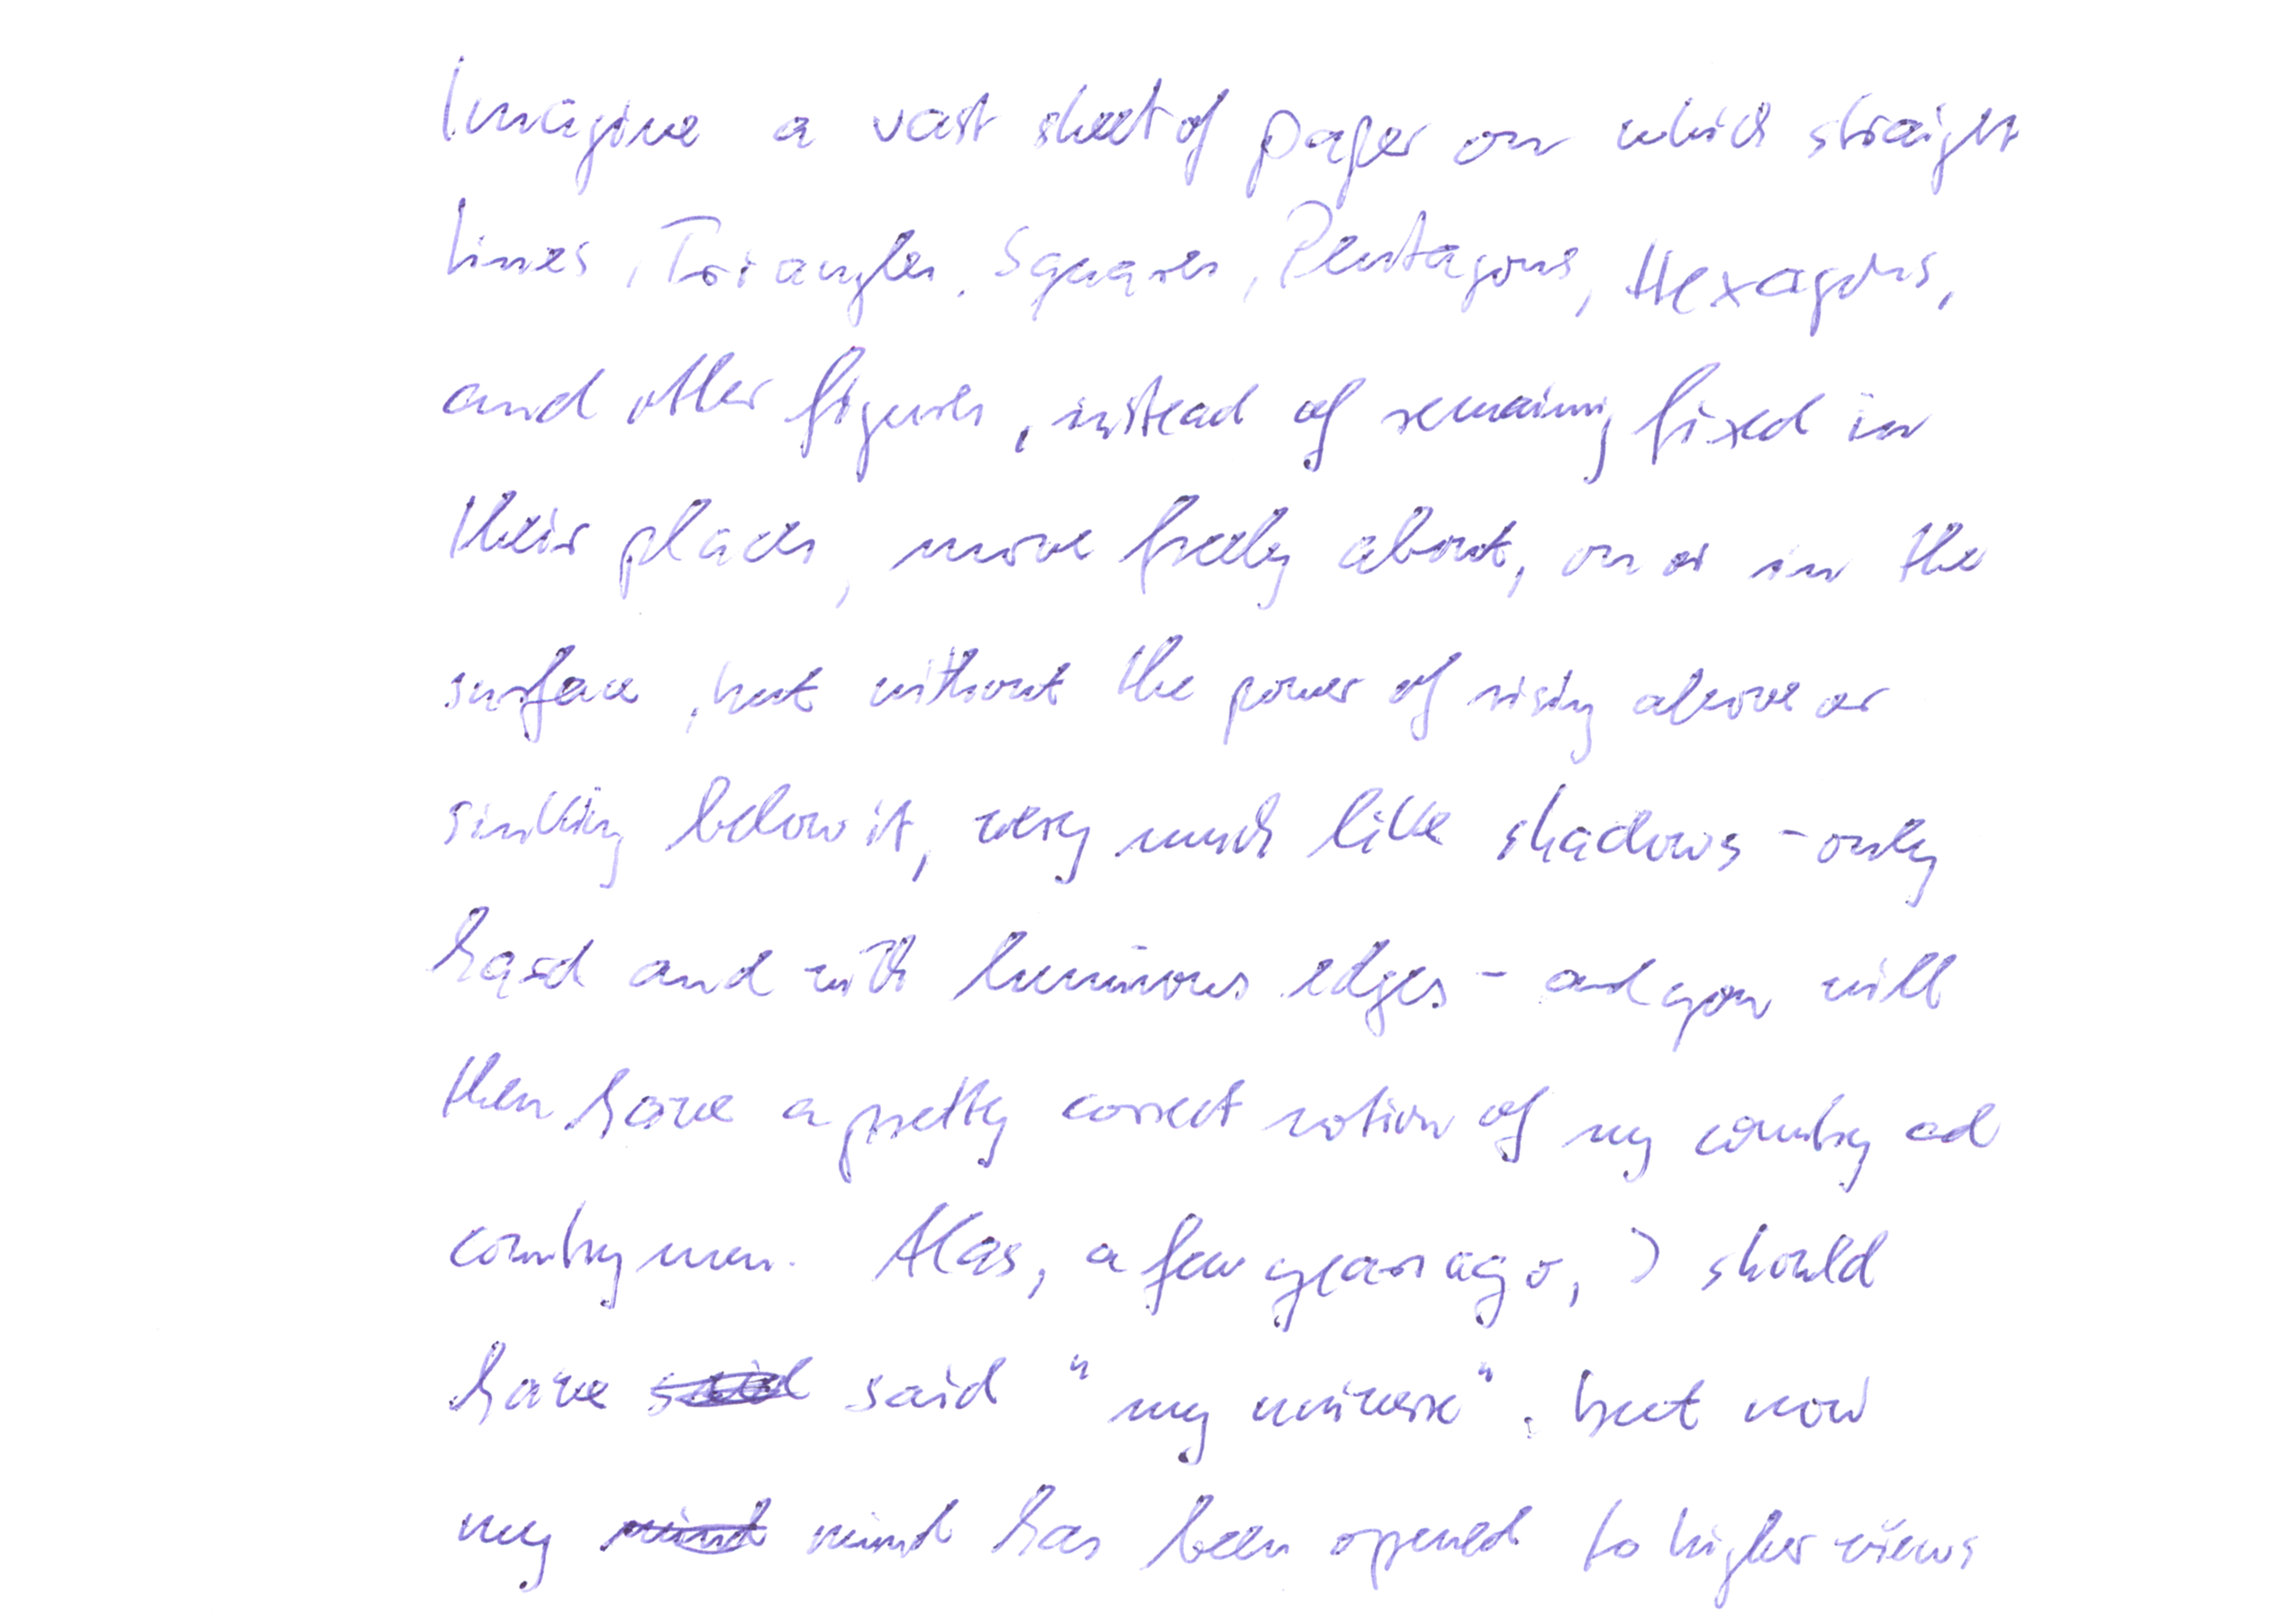 Imagine a vast sheet of paper on which straight
lines, Triangles, Squares, Pentagons, Hexagons,
and other figures, instead of remaining fixed in
their places, move freely about, on or in the
surface, but without the power of rising above or
sinking below it, very much like shadows - only
hard and with luminous edges - and you will
then have a pretty correct notion of my country and
countrymen. Alas, a few years ago, I should
have said said "my universe", but now
my mind mind has been opened to higher views